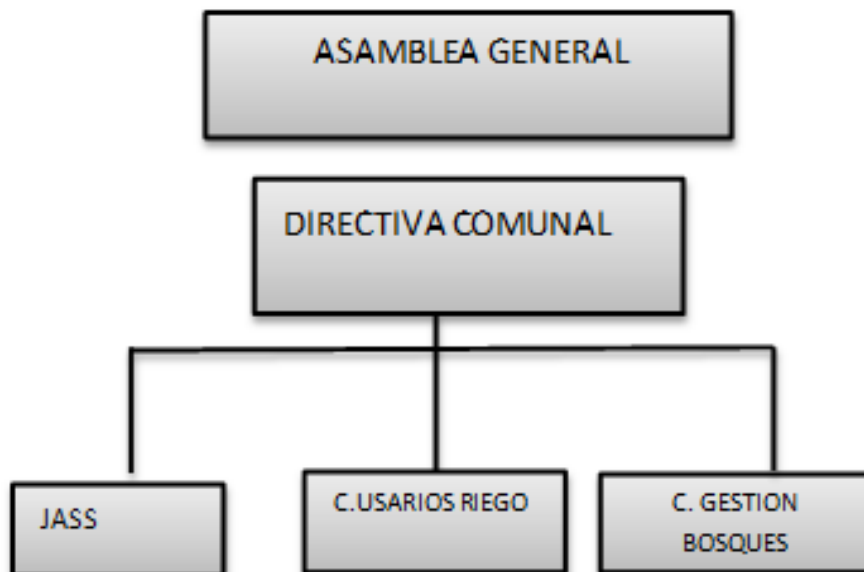 ASAMBLEA GENERAL
DIRECTIVA COMUNAL
JASS
C.USARIOS RIEGO
C. GESTION
BOSQUES